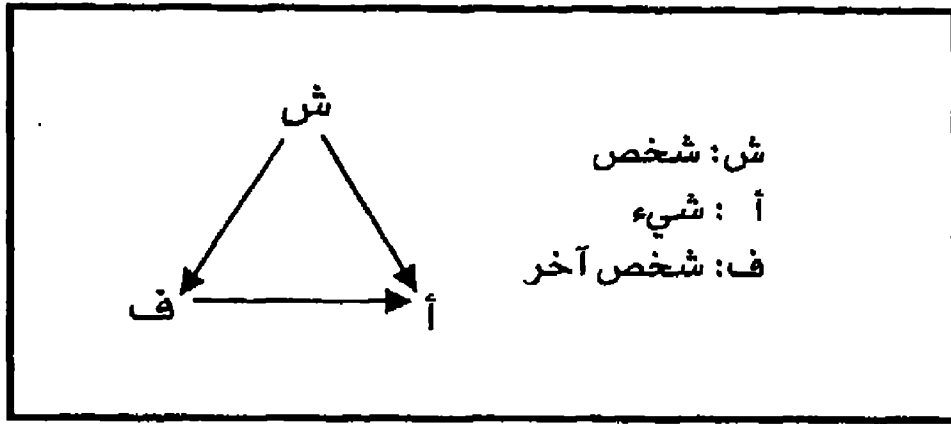 ش
ش: شخص
أ : شيء
ف: شخص آخر
ف
أ